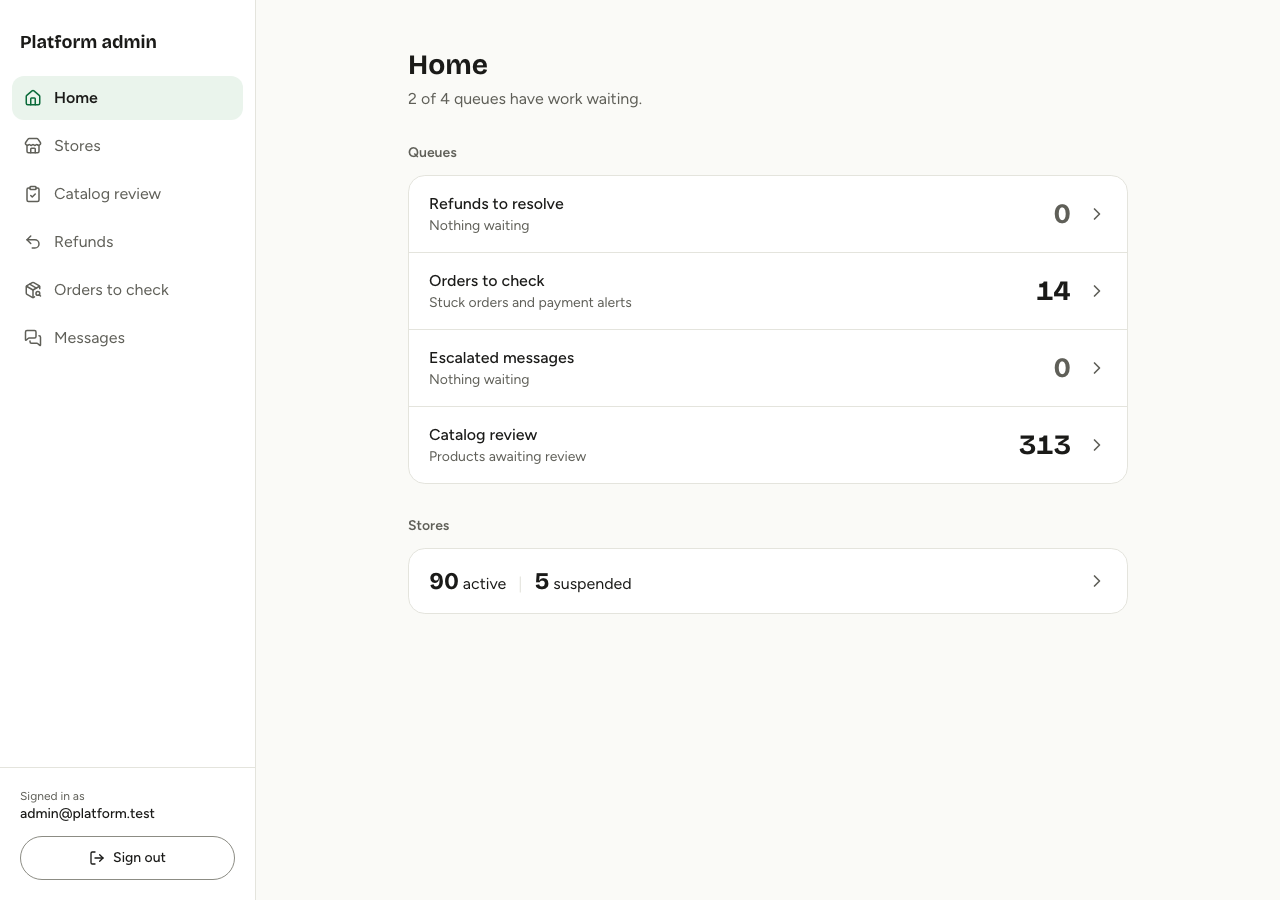 Platform admin
Home
Stores
Catalog review
Refunds
Orders to check
Messages
Signed in as
admin@platform.test
Sign out
Home
2 of 4 queues have work waiting.
Queues
Refunds to resolve
Nothing waiting
0
Orders to check
Stuck orders and payment alerts
14
Escalated messages
Nothing waiting
0
Catalog review
Products awaiting review
313
Stores
90 active | 5 suspended